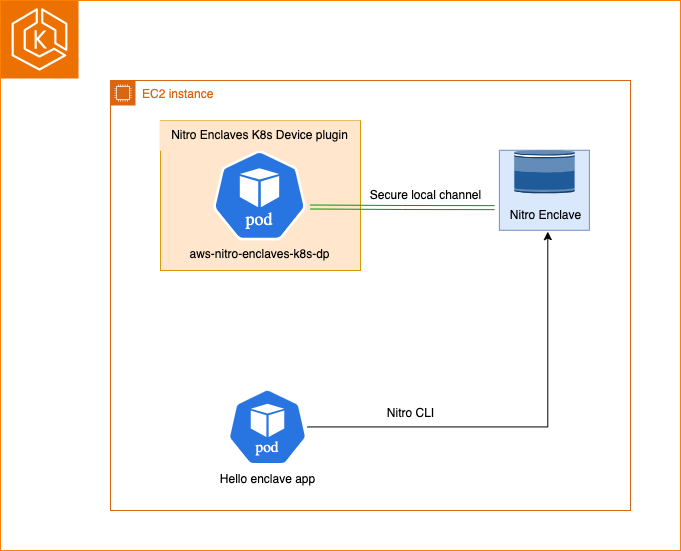 K
EC2 instance
Nitro Enclaves K8s Device plugin
pod
aws-nitro-enclaves-k8s-dp
Secure local channel
Nitro Enclave
Nitro CLI
pod
Hello enclave app